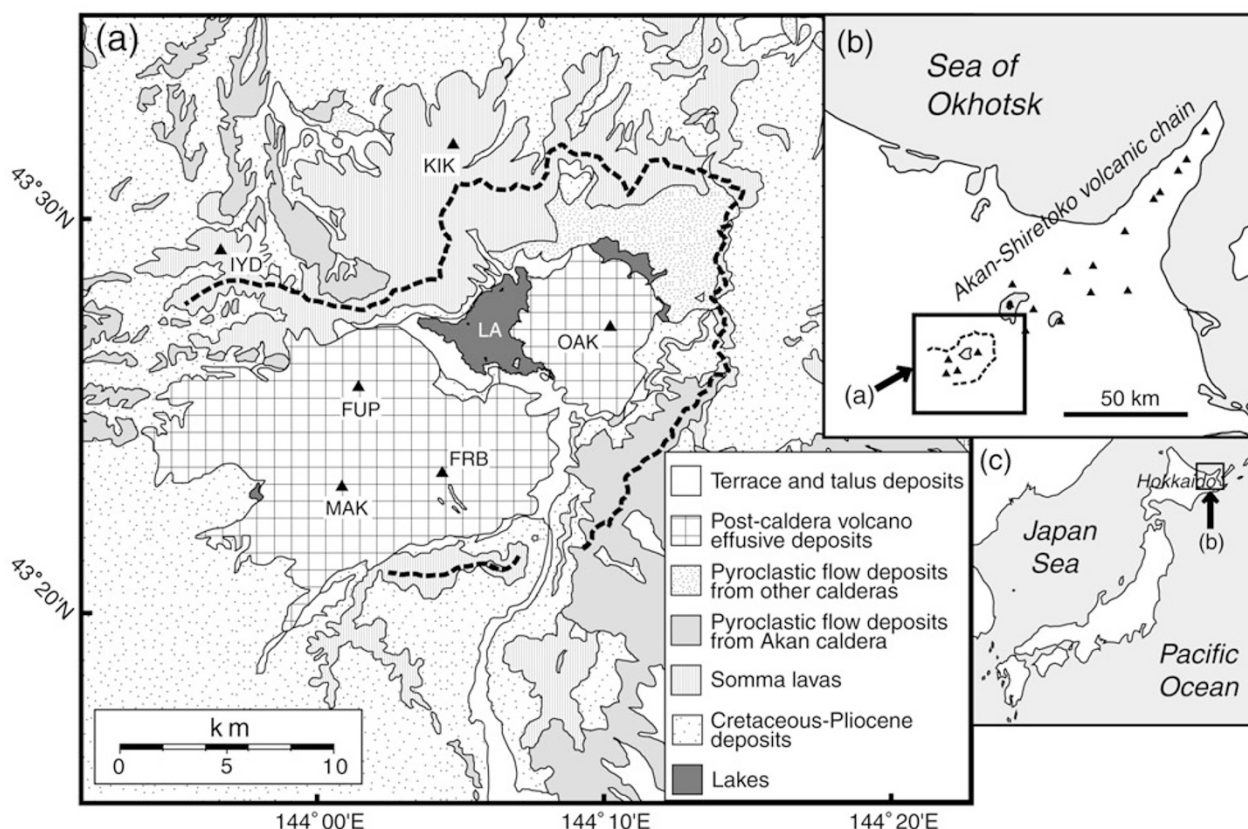 (a)
43°30'N
43°20'N
KIK
IYD
LA
OAK
FUP
FRB
MAK
km
0 5 10
144°00'E 144°10'E 144°20'E
Terrace and talus deposits
Post-caldera volcano
effusive deposits
Pyroclastic flow deposits
from other calderas
Pyroclastic flow deposits
from Akan caldera
Somma lavas
Cretaceous-Pliocene
deposits
Lakes
(b)
Sea of
Okhotsk
Akan-Shiretoko volcanic chain
(a)
50 km
(c)
Hokkaido
(b)
Japan
Sea
Pacific
Ocean